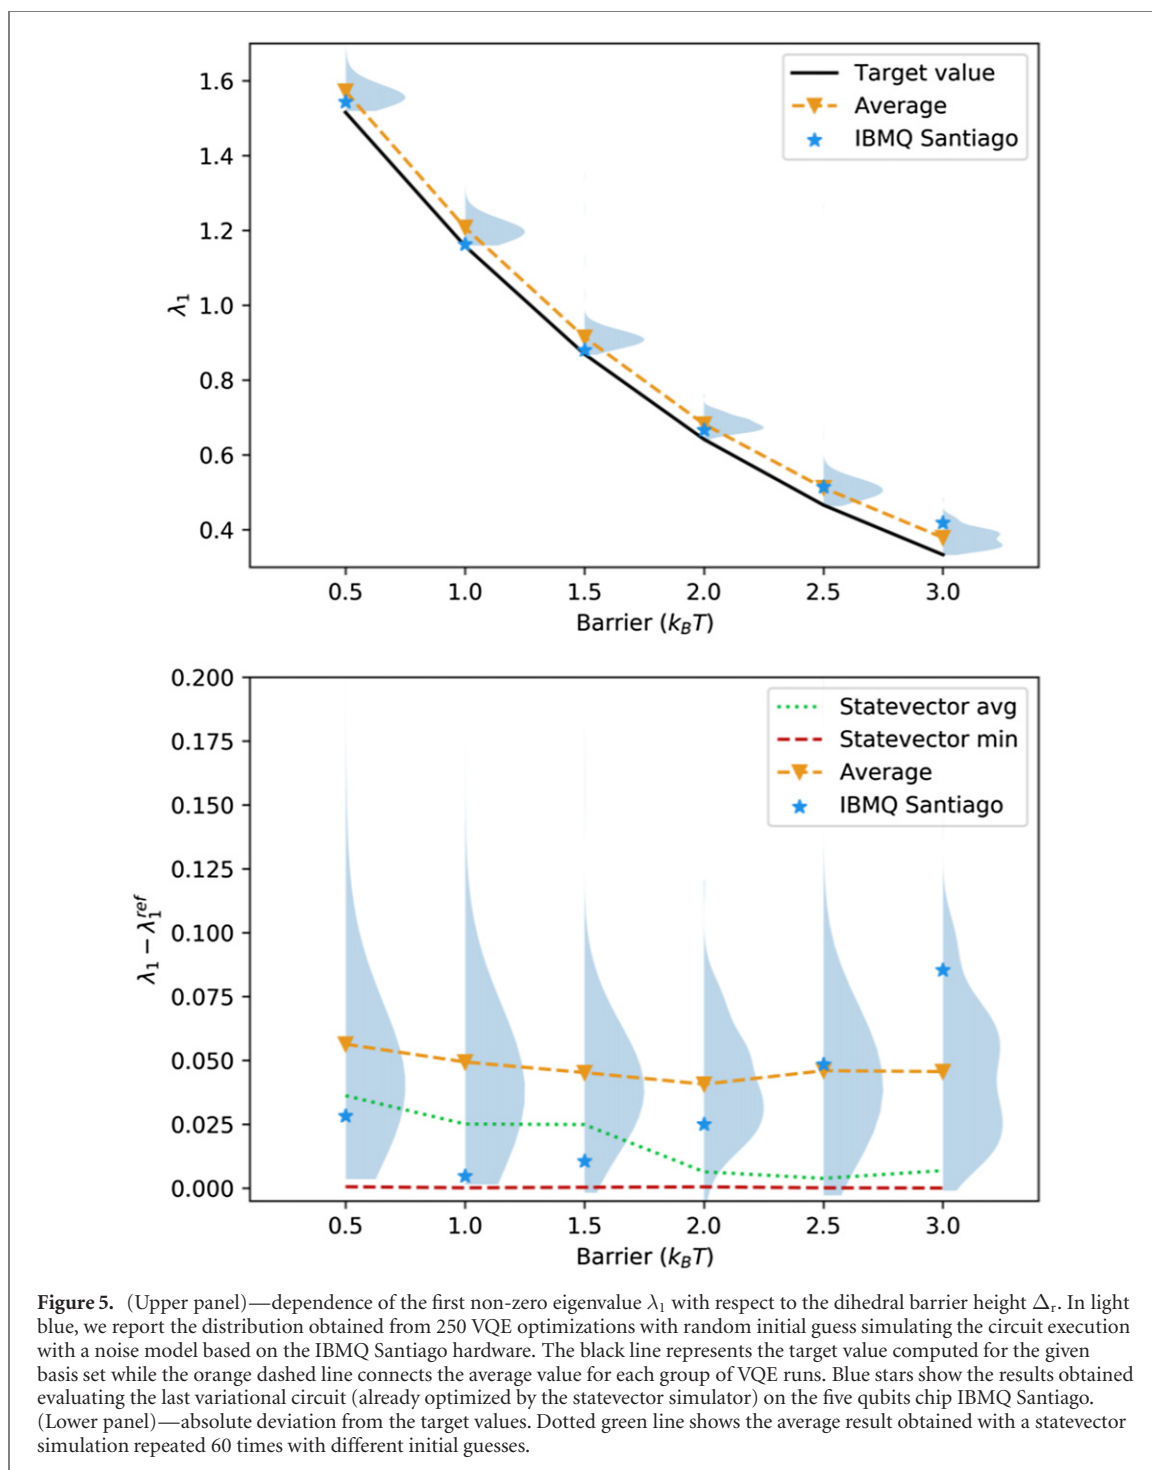 1.6
1.4
1.2
1.0
0.8
0.6
0.4
λ₁
Target value
Average
IBMQ Santiago
0.5 1.0 1.5 2.0 2.5 3.0
Barrier (k_BT)
0.200
0.175
0.150
0.125
0.100
0.075
0.050
0.025
0.000
λ₁ − λ₁^ref
Statevector avg
Statevector min
Average
IBMQ Santiago
0.5 1.0 1.5 2.0 2.5 3.0
Barrier (k_BT)
Figure 5. (Upper panel)—dependence of the first non-zero eigenvalue λ₁ with respect to the dihedral barrier height Δᵣ. In light
blue, we report the distribution obtained from 250 VQE optimizations with random initial guess simulating the circuit execution
with a noise model based on the IBMQ Santiago hardware. The black line represents the target value computed for the given
basis set while the orange dashed line connects the average value for each group of VQE runs. Blue stars show the results obtained
evaluating the last variational circuit (already optimized by the statevector simulator) on the five qubits chip IBMQ Santiago.
(Lower panel)—absolute deviation from the target values. Dotted green line shows the average result obtained with a statevector
simulation repeated 60 times with different initial guesses.